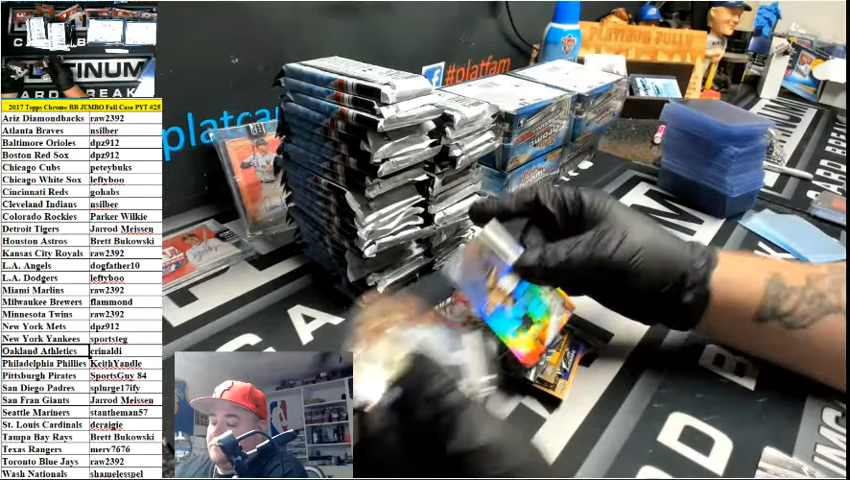 2017 Topps Chrome BB JUMBO Full Case PYT #25
Ariz Diamondbacks raw2392
Atlanta Braves nsilber
Baltimore Orioles dpz912
Boston Red Sox dpz912
Chicago Cubs peteybuks
Chicago White Sox leftyboo
Cincinnati Reds gohabs
Cleveland Indians nsilber
Colorado Rockies Parker Wilkie
Detroit Tigers Jarrod Meissen
Houston Astros Brett Bukowski
Kansas City Royals raw2392
L.A. Angels dogfather10
L.A. Dodgers leftyboo
Miami Marlins raw2392
Milwaukee Brewers flammond
Minnesota Twins raw2392
New York Mets dpz912
New York Yankees sportsteg
Oakland Athletics crinaldi
Philadelphia Phillies KeithYandle
Pittsburgh Pirates SportsGuy 84
San Diego Padres splurge17ify
San Fran Giants Jarrod Meissen
Seattle Mariners stantheman57
St. Louis Cardinals dcraigie
Tampa Bay Rays Brett Bukowski
Texas Rangers merv7676
Toronto Blue Jays raw2392
Wash Nationals shamelesspel
#platfam
platca